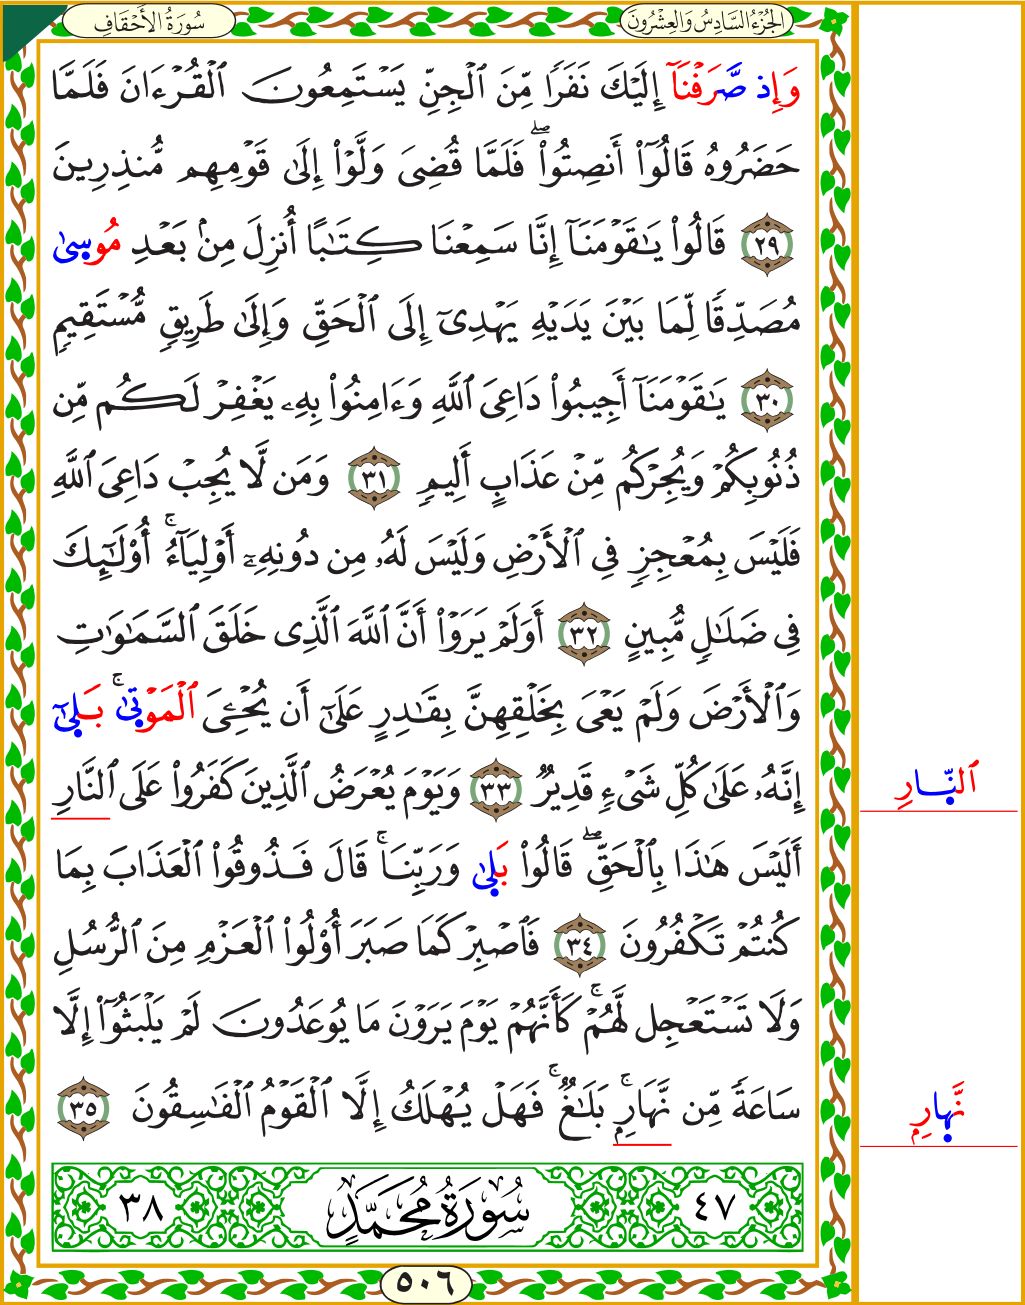 الجُزْءُ السَّادِسُ وَالعِشْرُونَ
سُورَةُ الأَحْقَافِ
وَإِذ صَّرَفْنَآ إِلَيْكَ نَفَرًا مِّنَ ٱلْجِنِّ يَسْتَمِعُونَ ٱلْقُرْءَانَ فَلَمَّا
حَضَرُوهُ قَالُوٓا۟ أَنصِتُوا۟ۖ فَلَمَّا قُضِىَ وَلَّوْا۟ إِلَىٰ قَوْمِهِم مُّنذِرِينَ
٢٩ قَالُوا۟ يَٰقَوْمَنَآ إِنَّا سَمِعْنَا كِتَٰبًا أُنزِلَ مِنۢ بَعْدِ مُوسِىٰ
مُصَدِّقًا لِّمَا بَيْنَ يَدَيْهِ يَهْدِىٓ إِلَى ٱلْحَقِّ وَإِلَىٰ طَرِيقٍ مُّسْتَقِيمٍ
٣٠ يَٰقَوْمَنَآ أَجِيبُوا۟ دَاعِىَ ٱللَّهِ وَءَامِنُوا۟ بِهِۦ يَغْفِرْ لَكُم مِّن
ذُنُوبِكُمْ وَيُجِرْكُم مِّنْ عَذَابٍ أَلِيمٍ ٣١ وَمَن لَّا يُجِبْ دَاعِىَ ٱللَّهِ
فَلَيْسَ بِمُعْجِزٍ فِى ٱلْأَرْضِ وَلَيْسَ لَهُۥ مِن دُونِهِۦٓ أَوْلِيَآءُۚ أُو۟لَٰٓئِكَ
فِى ضَلَٰلٍ مُّبِينٍ ٣٢ أَوَلَمْ يَرَوْا۟ أَنَّ ٱللَّهَ ٱلَّذِى خَلَقَ ٱلسَّمَٰوَٰتِ
وَٱلْأَرْضَ وَلَمْ يَعْىَ بِخَلْقِهِنَّ بِقَٰدِرٍ عَلَىٰٓ أَن يُحْـِۧىَ ٱلْمَوْتَىٰۚ بَلَىٰٓ
إِنَّهُۥ عَلَىٰ كُلِّ شَىْءٍ قَدِيرٌ ٣٣ وَيَوْمَ يُعْرَضُ ٱلَّذِينَ كَفَرُوا۟ عَلَى ٱلنَّارِ
أَلَيْسَ هَٰذَا بِٱلْحَقِّۖ قَالُوا۟ بَلَىٰ وَرَبِّنَاۚ قَالَ فَذُوقُوا۟ ٱلْعَذَابَ بِمَا
كُنتُمْ تَكْفُرُونَ ٣٤ فَٱصْبِرْ كَمَا صَبَرَ أُو۟لُوا۟ ٱلْعَزْمِ مِنَ ٱلرُّسُلِ
وَلَا تَسْتَعْجِل لَّهُمْۚ كَأَنَّهُمْ يَوْمَ يَرَوْنَ مَا يُوعَدُونَ لَمْ يَلْبَثُوٓا۟ إِلَّا
سَاعَةً مِّن نَّهَارٍۭۚ بَلَٰغٌۚ فَهَلْ يُهْلَكُ إِلَّا ٱلْقَوْمُ ٱلْفَٰسِقُونَ ٣٥
٤٧ سُورَةُ مُحَمَّدٍ ٣٨
٥٠٦
ٱلنِّارِ
نَّهِارٍۭ